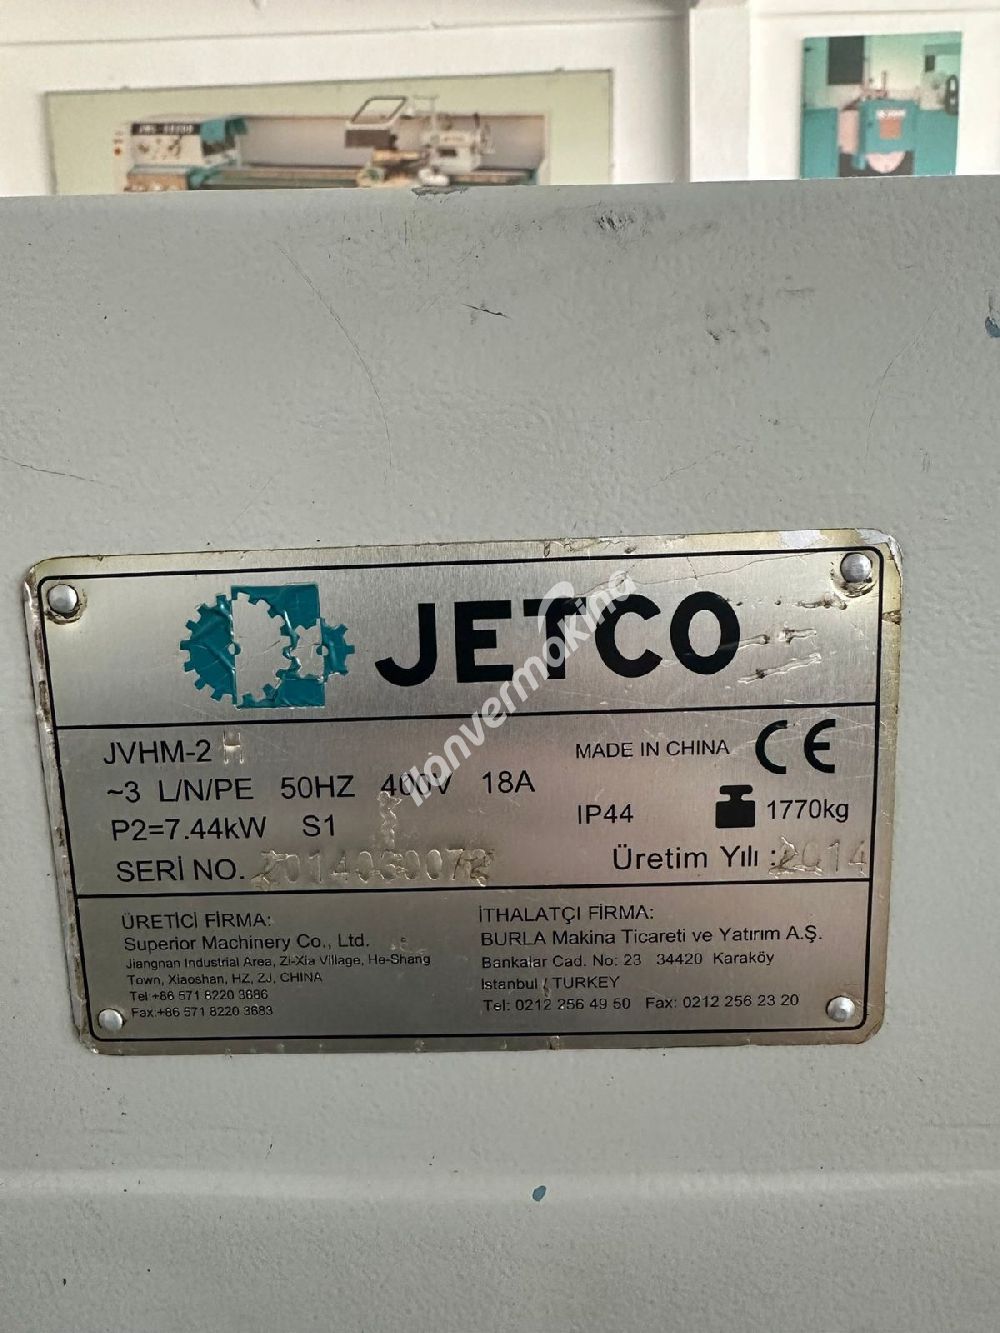 JETCO
JVHM-2 H
MADE IN CHINA CE
~3 L/N/PE 50HZ 400V 18A
P2=7.44kW S1
IP44 1770kg
SERİ NO.
Üretim Yılı :2014
ÜRETİCİ FİRMA:
Superior Machinery Co., Ltd.
Jiangnan Industrial Area, Zi-Xia Village, He-Shang
Town, Xiaoshan, HZ, ZJ, CHINA
Tel:+86 571 8220 3686
Fax:+86 571 8220 3683
İTHALATÇI FİRMA:
BURLA Makina Ticareti ve Yatırım A.Ş.
Bankalar Cad. No: 23 34420 Karaköy
Istanbul / TURKEY
Tel: 0212 256 49 50 Fax: 0212 256 23 20
ilanvermakina